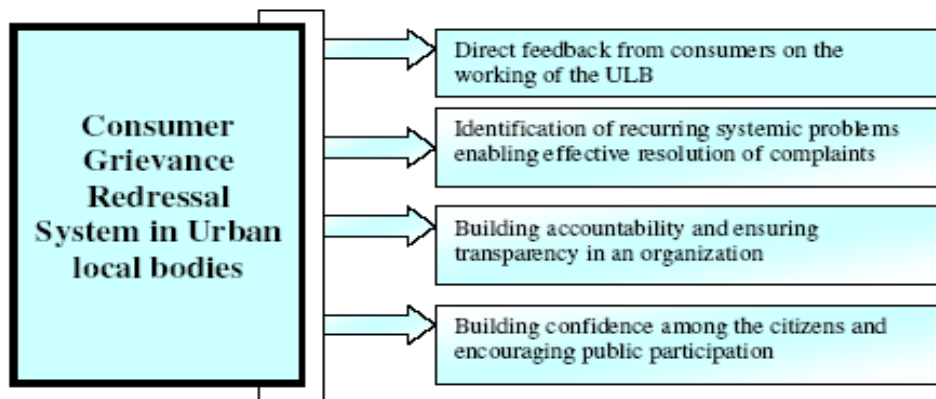 Consumer
Grievance
Redressal
System in Urban
local bodies
Direct feedback from consumers on the
working of the ULB
Identification of recurring systemic problems
enabling effective resolution of complaints
Building accountability and ensuring
transparency in an organization
Building confidence among the citizens and
encouraging public participation